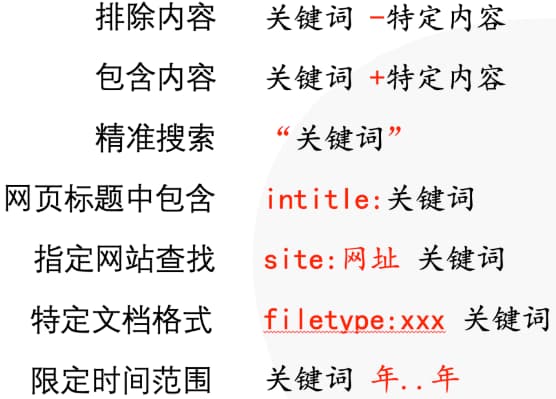 排除内容 关键词 -特定内容
包含内容 关键词 +特定内容
精准搜索 “关键词”
网页标题中包含 intitle:关键词
指定网站查找 site:网址 关键词
特定文档格式 filetype:xxx 关键词
限定时间范围 关键词 年..年